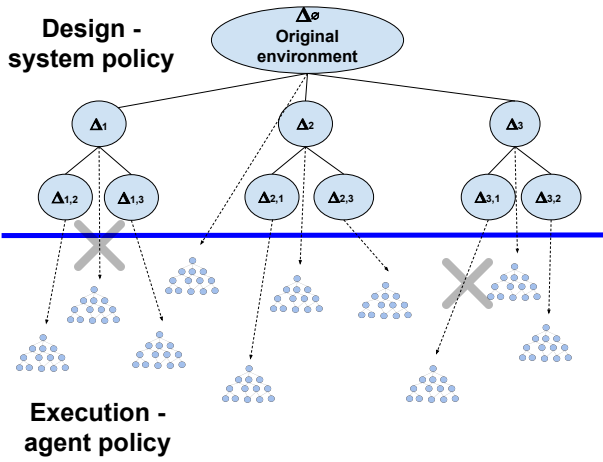 Design -
system policy
Δ∅
Original
environment
Δ1
Δ2
Δ3
Δ1,2
Δ1,3
Δ2,1
Δ2,3
Δ3,1
Δ3,2
Execution -
agent policy